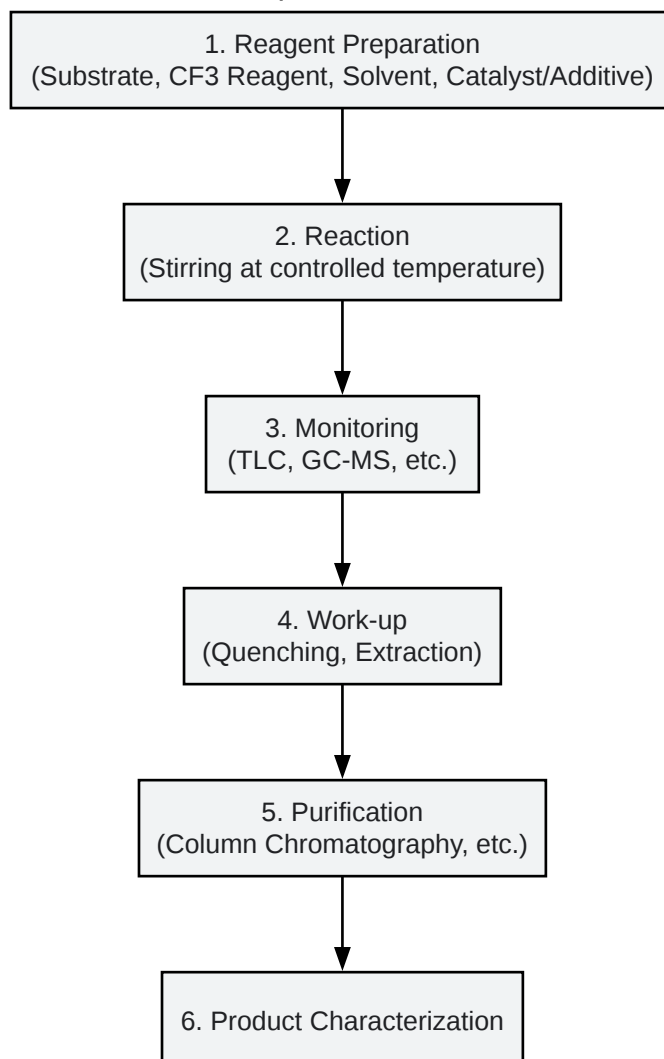 1. Reagent Preparation
(Substrate, CF3 Reagent, Solvent, Catalyst/Additive)
2. Reaction
(Stirring at controlled temperature)
3. Monitoring
(TLC, GC-MS, etc.)
4. Work-up
(Quenching, Extraction)
5. Purification
(Column Chromatography, etc.)
6. Product Characterization